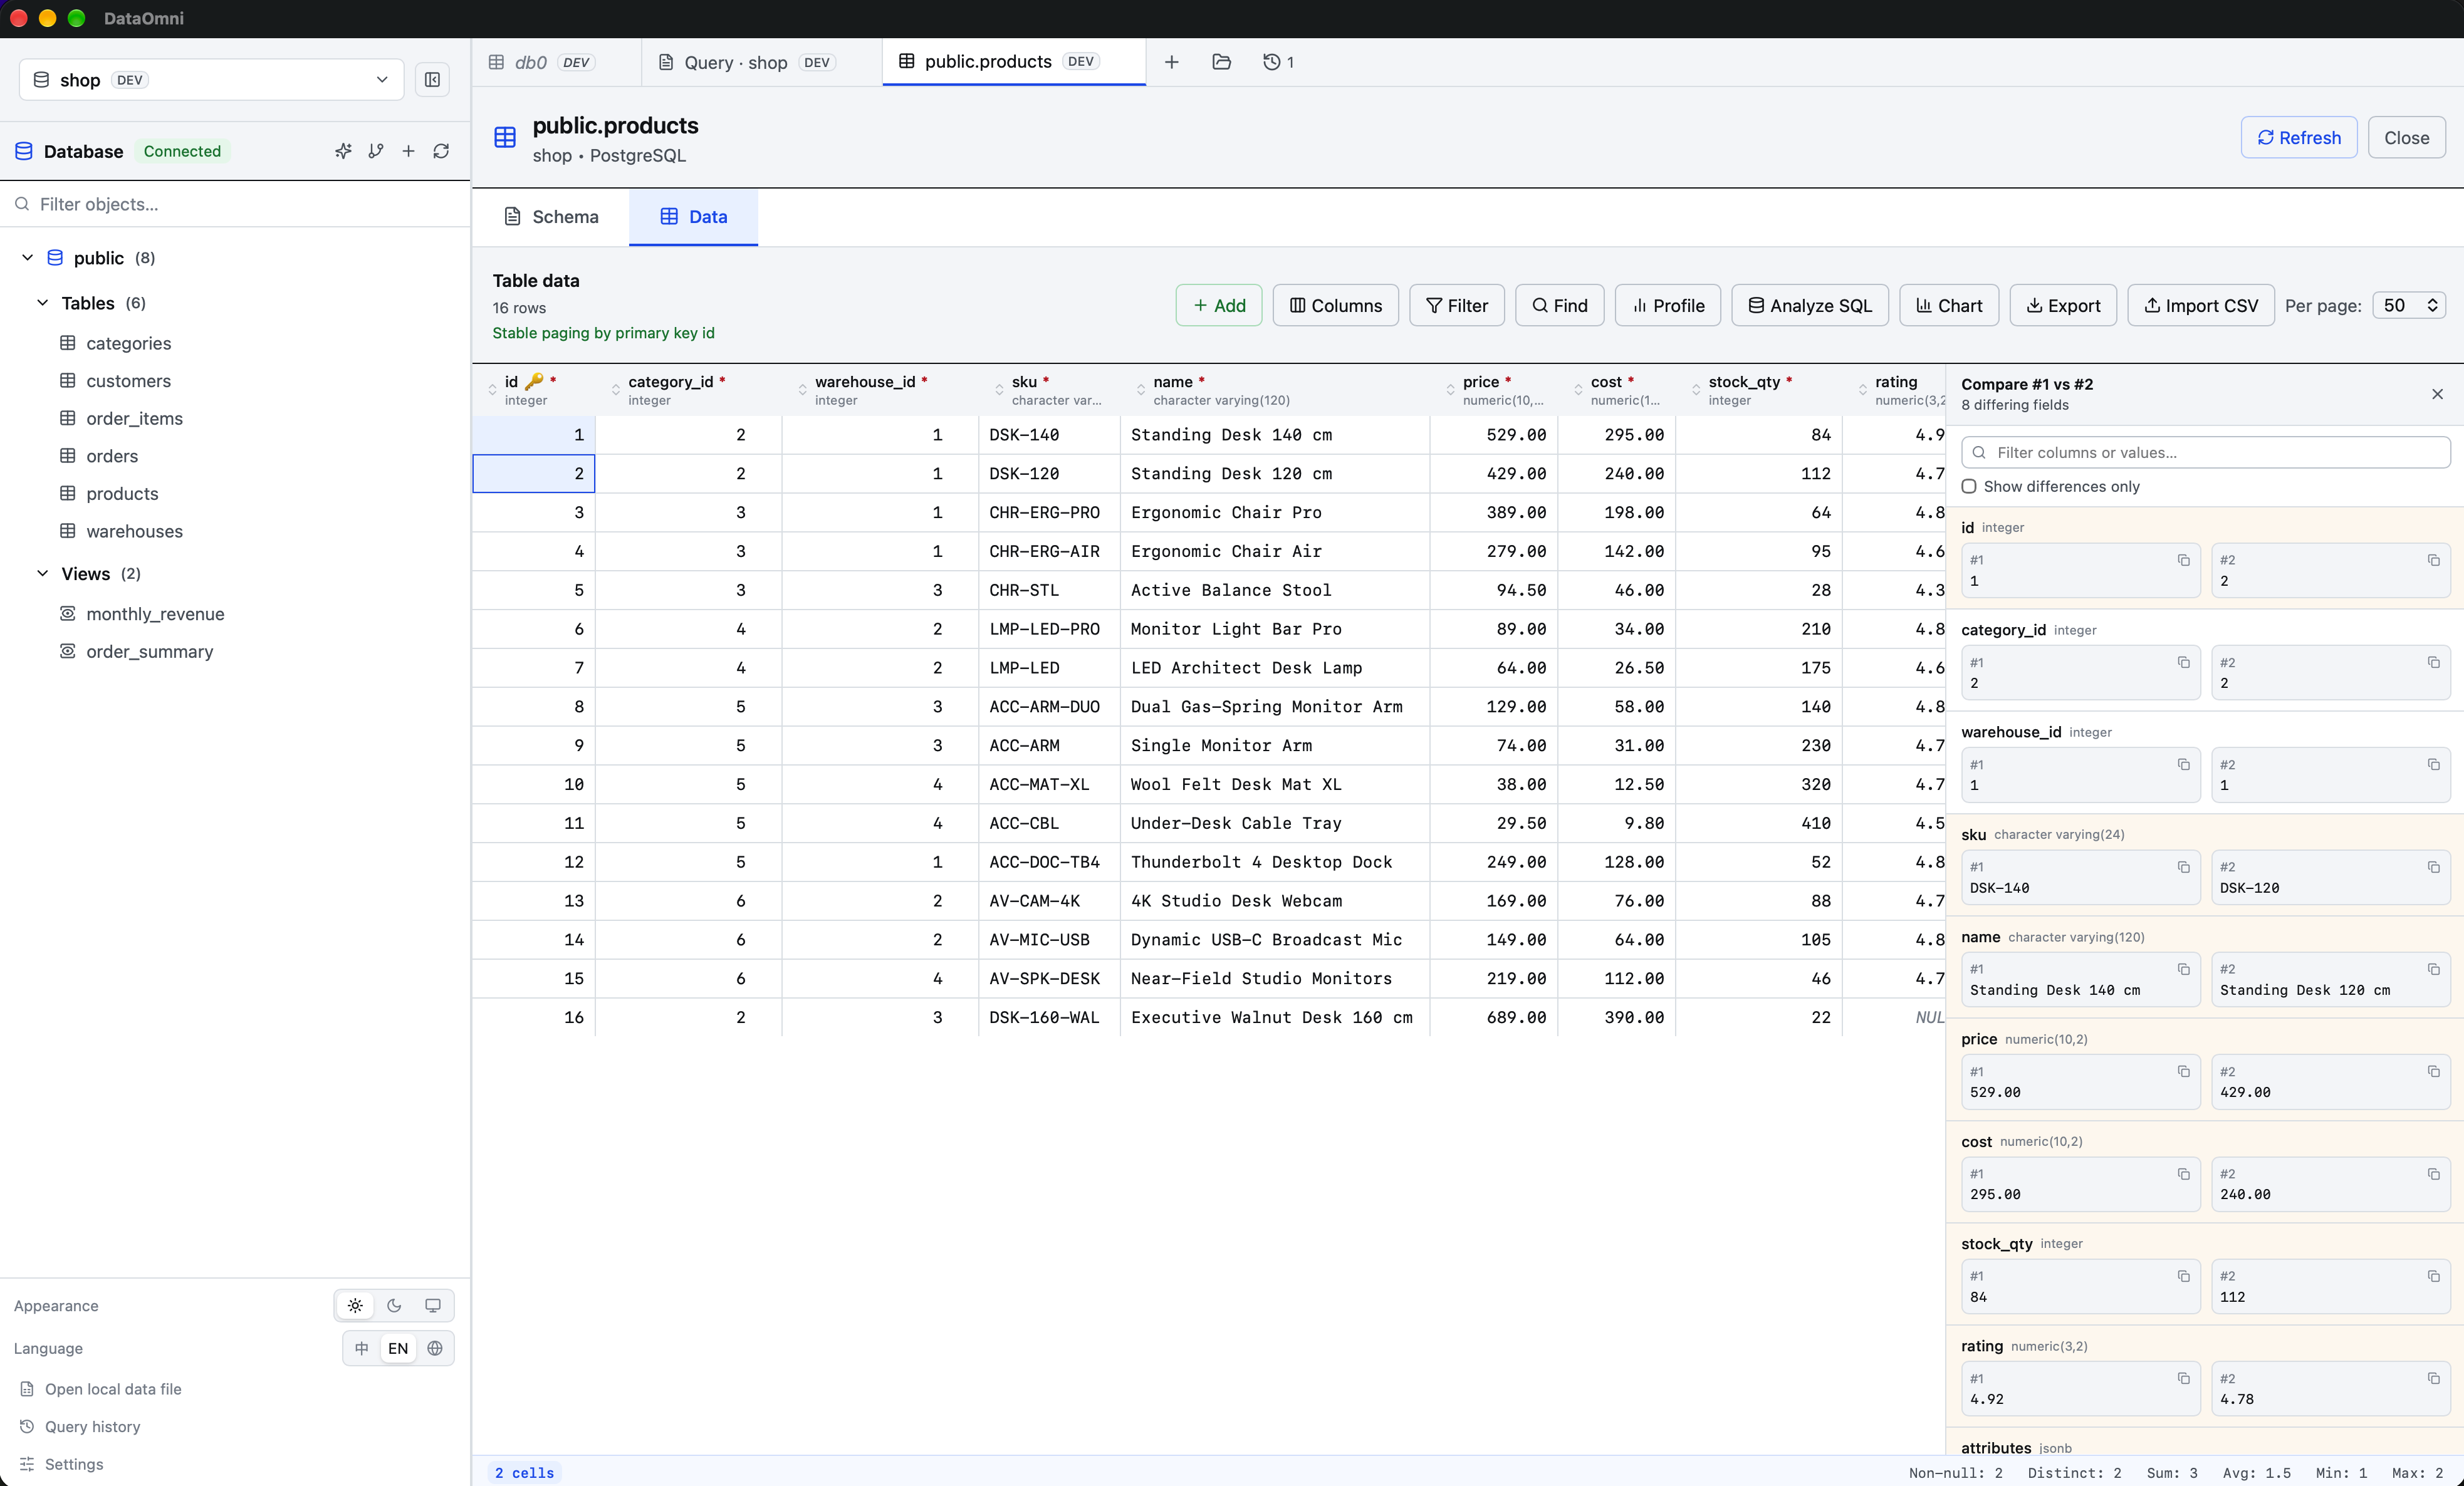 DataOmni
shop DEV
db0 DEV
Query · shop DEV
public.products DEV
1
Database Connected
Filter objects...
public (8)
Tables (6)
categories
customers
order_items
orders
products
warehouses
Views (2)
monthly_revenue
order_summary
Appearance
Language 中 EN
Open local data file
Query history
Settings
public.products
shop • PostgreSQL
Refresh Close
Schema Data
Table data
16 rows
Stable paging by primary key id
+ Add Columns Filter Find Profile Analyze SQL Chart Export Import CSV Per page: 50
id 🔑 * category_id * warehouse_id * sku * name * price * cost * stock_qty * rating
integer integer integer character var... character varying(120) numeric(10,... numeric(1... integer numeric(3,2
1 2 1 DSK-140 Standing Desk 140 cm 529.00 295.00 84 4.9
2 2 1 DSK-120 Standing Desk 120 cm 429.00 240.00 112 4.7
3 3 1 CHR-ERG-PRO Ergonomic Chair Pro 389.00 198.00 64 4.8
4 3 1 CHR-ERG-AIR Ergonomic Chair Air 279.00 142.00 95 4.6
5 3 3 CHR-STL Active Balance Stool 94.50 46.00 28 4.3
6 4 2 LMP-LED-PRO Monitor Light Bar Pro 89.00 34.00 210 4.8
7 4 2 LMP-LED LED Architect Desk Lamp 64.00 26.50 175 4.6
8 5 3 ACC-ARM-DUO Dual Gas-Spring Monitor Arm 129.00 58.00 140 4.8
9 5 3 ACC-ARM Single Monitor Arm 74.00 31.00 230 4.7
10 5 4 ACC-MAT-XL Wool Felt Desk Mat XL 38.00 12.50 320 4.7
11 5 4 ACC-CBL Under-Desk Cable Tray 29.50 9.80 410 4.5
12 5 1 ACC-DOC-TB4 Thunderbolt 4 Desktop Dock 249.00 128.00 52 4.8
13 6 2 AV-CAM-4K 4K Studio Desk Webcam 169.00 76.00 88 4.7
14 6 2 AV-MIC-USB Dynamic USB-C Broadcast Mic 149.00 64.00 105 4.8
15 6 4 AV-SPK-DESK Near-Field Studio Monitors 219.00 112.00 46 4.7
16 2 3 DSK-160-WAL Executive Walnut Desk 160 cm 689.00 390.00 22 NUL
Compare #1 vs #2
8 differing fields
Filter columns or values...
Show differences only
id integer
#1 #2
1 2
category_id integer
#1 #2
2 2
warehouse_id integer
#1 #2
1 1
sku character varying(24)
#1 #2
DSK-140 DSK-120
name character varying(120)
#1 #2
Standing Desk 140 cm Standing Desk 120 cm
price numeric(10,2)
#1 #2
529.00 429.00
cost numeric(10,2)
#1 #2
295.00 240.00
stock_qty integer
#1 #2
84 112
rating numeric(3,2)
#1 #2
4.92 4.78
attributes jsonb
2 cells Non-null: 2 Distinct: 2 Sum: 3 Avg: 1.5 Min: 1 Max: 2